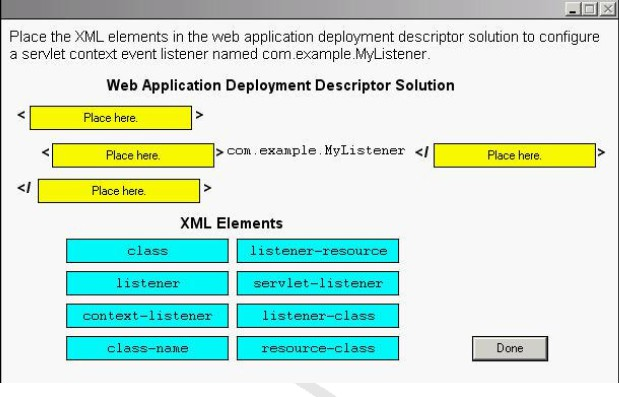 Place the XML elements in the web application deployment descriptor solution to configure
a servlet context event listener named com.example.MyListener.
Web Application Deployment Descriptor Solution
< Place here. >
< Place here. > com.example.MyListener </ Place here. >
</ Place here. >
XML Elements
class listener-resource
listener servlet-listener
context-listener listener-class
class-name resource-class
Done